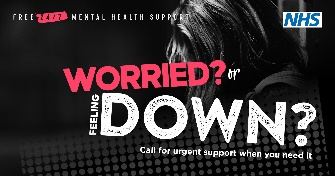 FREE 24/7 MENTAL HEALTH SUPPORT
NHS
WORRIED? or
FEELING
DOWN?
Call for urgent support when you need it